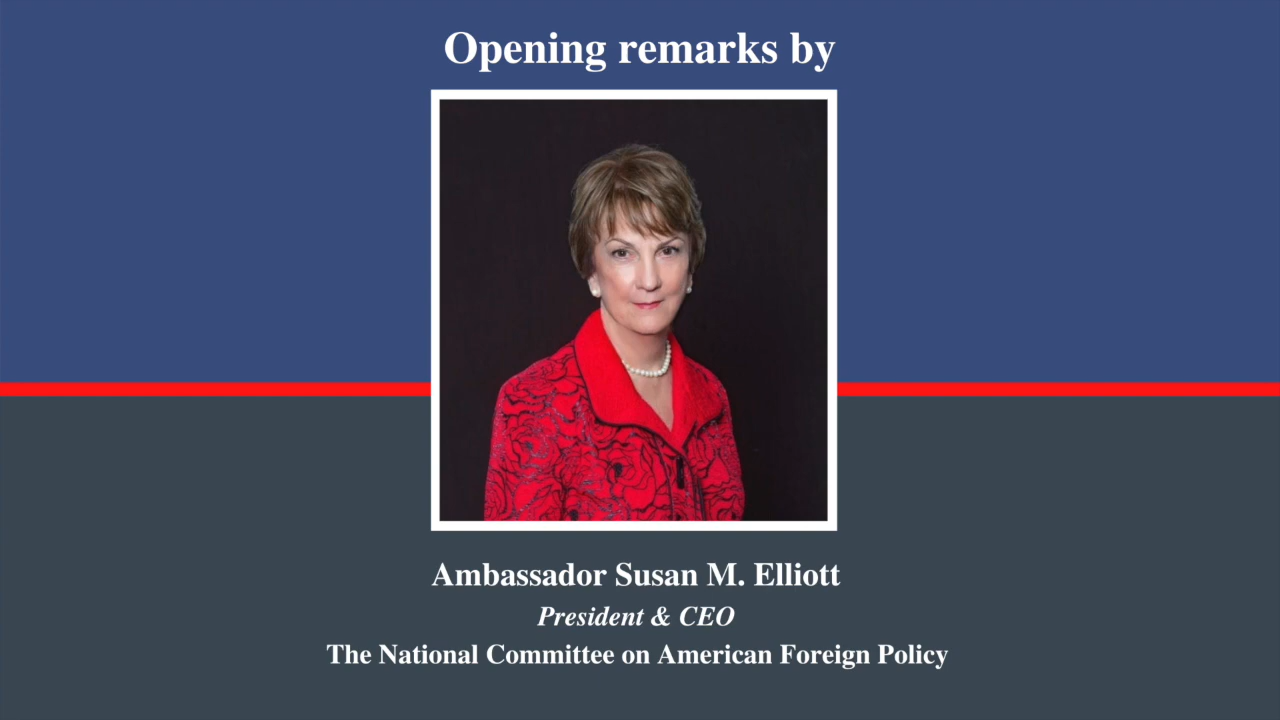 Opening remarks by
Ambassador Susan M. Elliott
President & CEO
The National Committee on American Foreign Policy